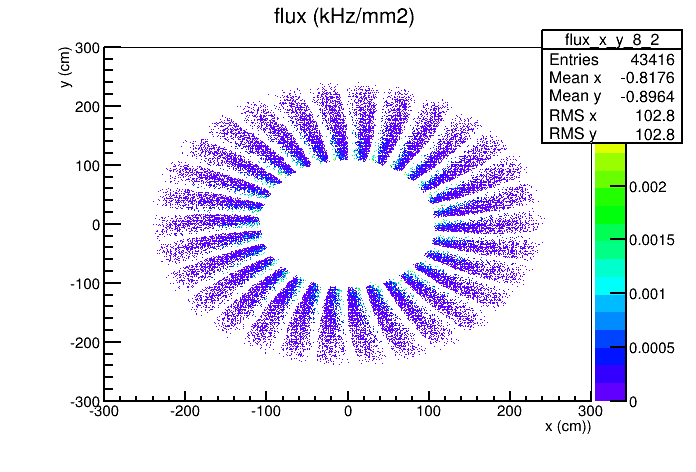 flux (kHz/mm2)
flux_x_y_8_2
Entries 43416
Mean x -0.8176
Mean y -0.8964
RMS x 102.8
RMS y 102.8
y (cm)
300
200
100
0
-100
-200
-300
-300 -200 -100 0 100 200 300
x (cm))
0.002
0.0015
0.001
0.0005
0